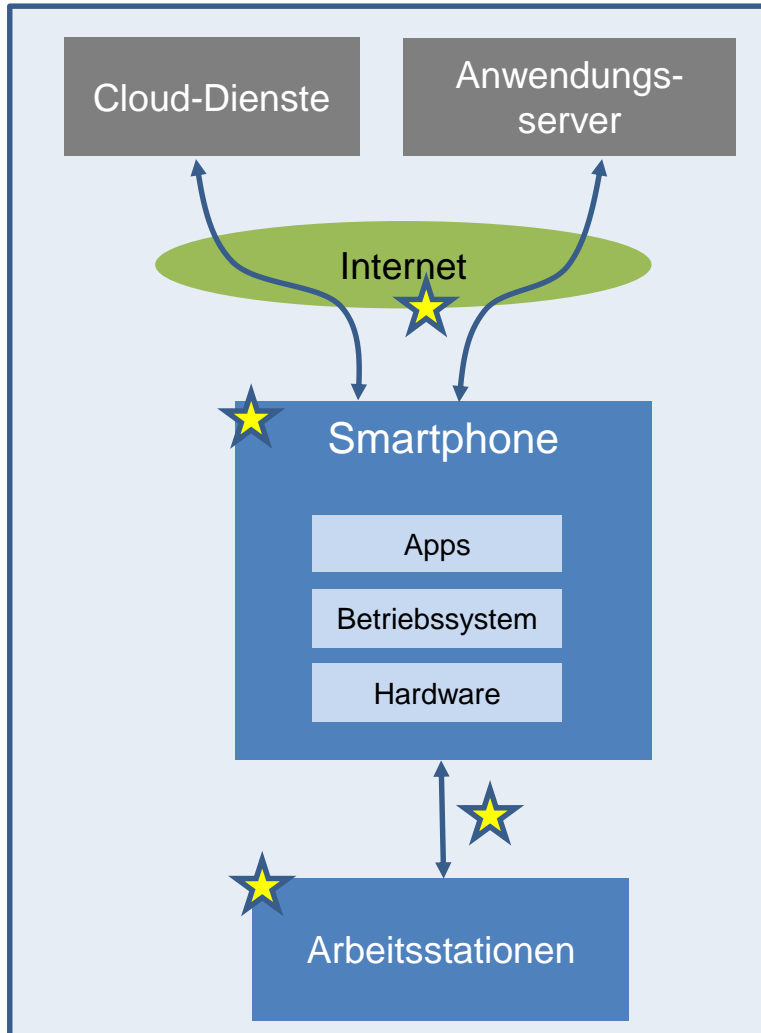 Cloud-Dienste
Anwendungs-
server
Internet
Smartphone
Apps
Betriebssystem
Hardware
Arbeitsstationen